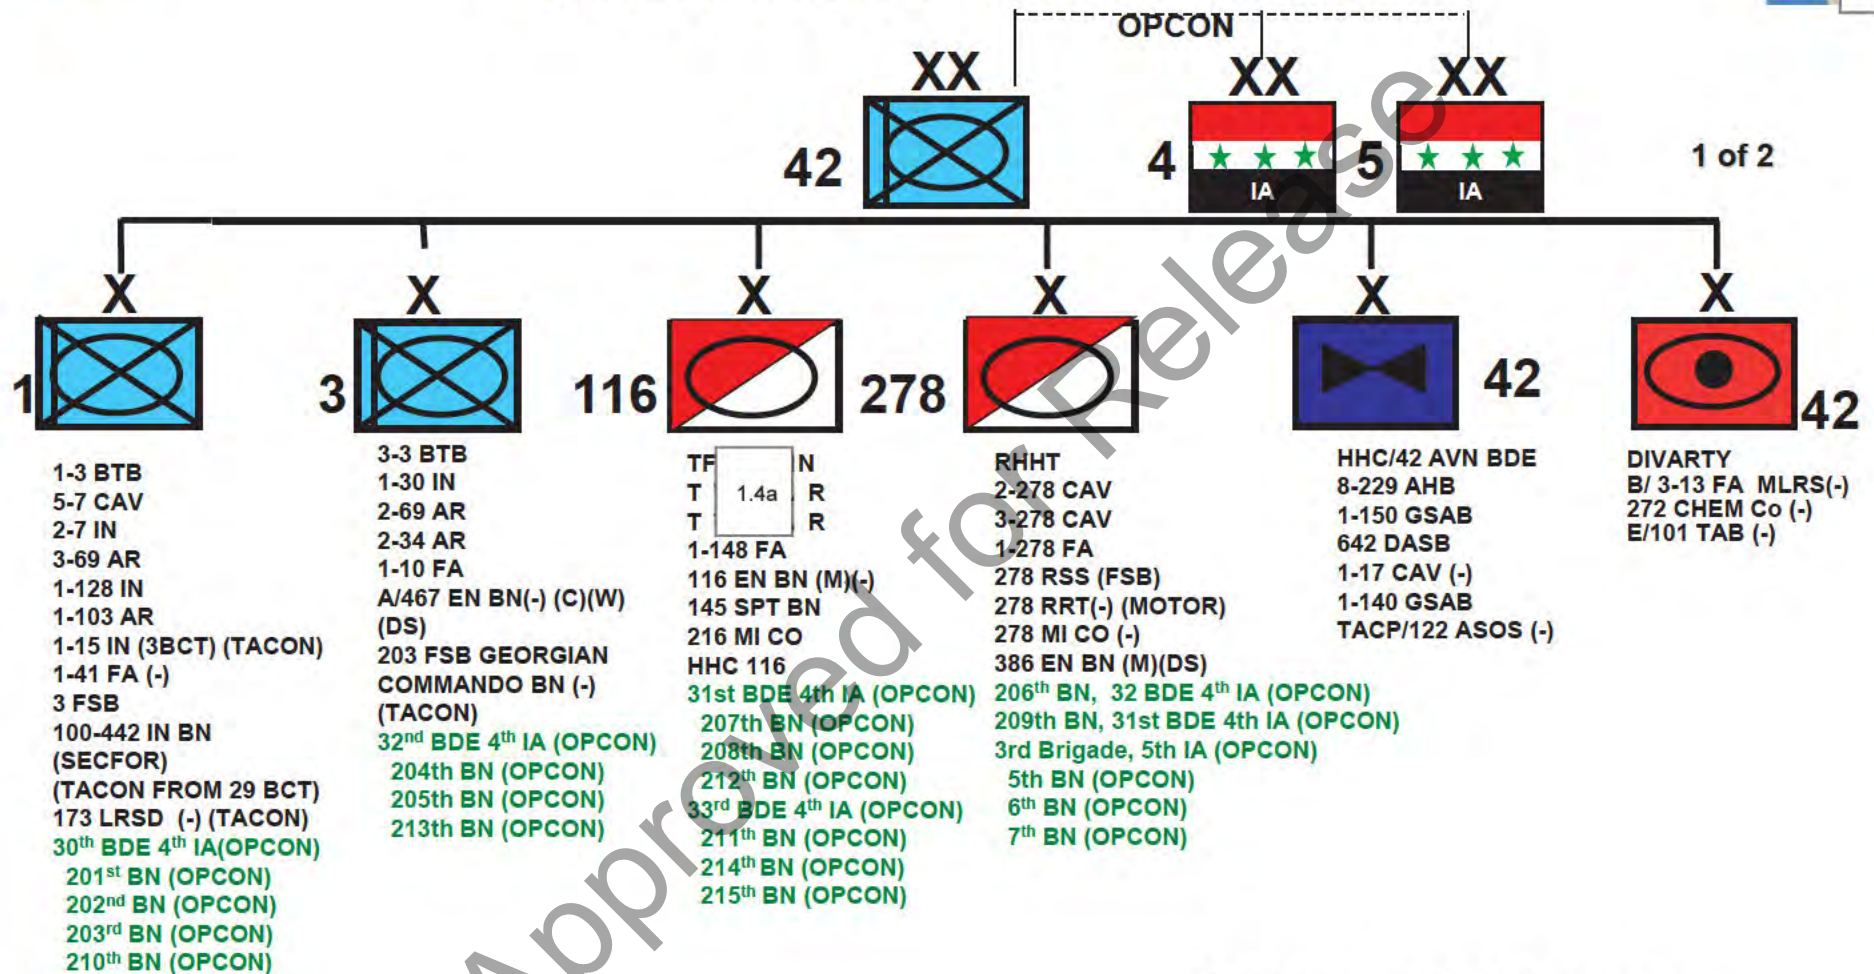 OPCON
XX
XX
XX
42
4
5
IA
IA
1 of 2
X
X
X
X
X
X
1
3
116
278
42
42
1-3 BTB
5-7 CAV
2-7 IN
3-69 AR
1-128 IN
1-103 AR
1-15 IN (3BCT) (TACON)
1-41 FA (-)
3 FSB
100-442 IN BN
(SECFOR)
(TACON FROM 29 BCT)
173 LRSD (-) (TACON)
30th BDE 4th IA(OPCON)
201st BN (OPCON)
202nd BN (OPCON)
203rd BN (OPCON)
210th BN (OPCON)
3-3 BTB
1-30 IN
2-69 AR
2-34 AR
1-10 FA
A/467 EN BN(-) (C)(W)
(DS)
203 FSB GEORGIAN
COMMANDO BN (-)
(TACON)
32nd BDE 4th IA (OPCON)
204th BN (OPCON)
205th BN (OPCON)
213th BN (OPCON)
TF N
T 1.4a R
T R
1-148 FA
116 EN BN (M)(-)
145 SPT BN
216 MI CO
HHC 116
31st BDE 4th IA (OPCON)
207th BN (OPCON)
208th BN (OPCON)
212th BN (OPCON)
33rd BDE 4th IA (OPCON)
211th BN (OPCON)
214th BN (OPCON)
215th BN (OPCON)
RHHT
2-278 CAV
3-278 CAV
1-278 FA
278 RSS (FSB)
278 RRT(-) (MOTOR)
278 MI CO (-)
386 EN BN (M)(DS)
206th BN, 32 BDE 4th IA (OPCON)
209th BN, 31st BDE 4th IA (OPCON)
3rd Brigade, 5th IA (OPCON)
5th BN (OPCON)
6th BN (OPCON)
7th BN (OPCON)
HHC/42 AVN BDE
8-229 AHB
1-150 GSAB
642 DASB
1-17 CAV (-)
1-140 GSAB
TACP/122 ASOS (-)
DIVARTY
B/ 3-13 FA MLRS(-)
272 CHEM Co (-)
E/101 TAB (-)
Approved for Release